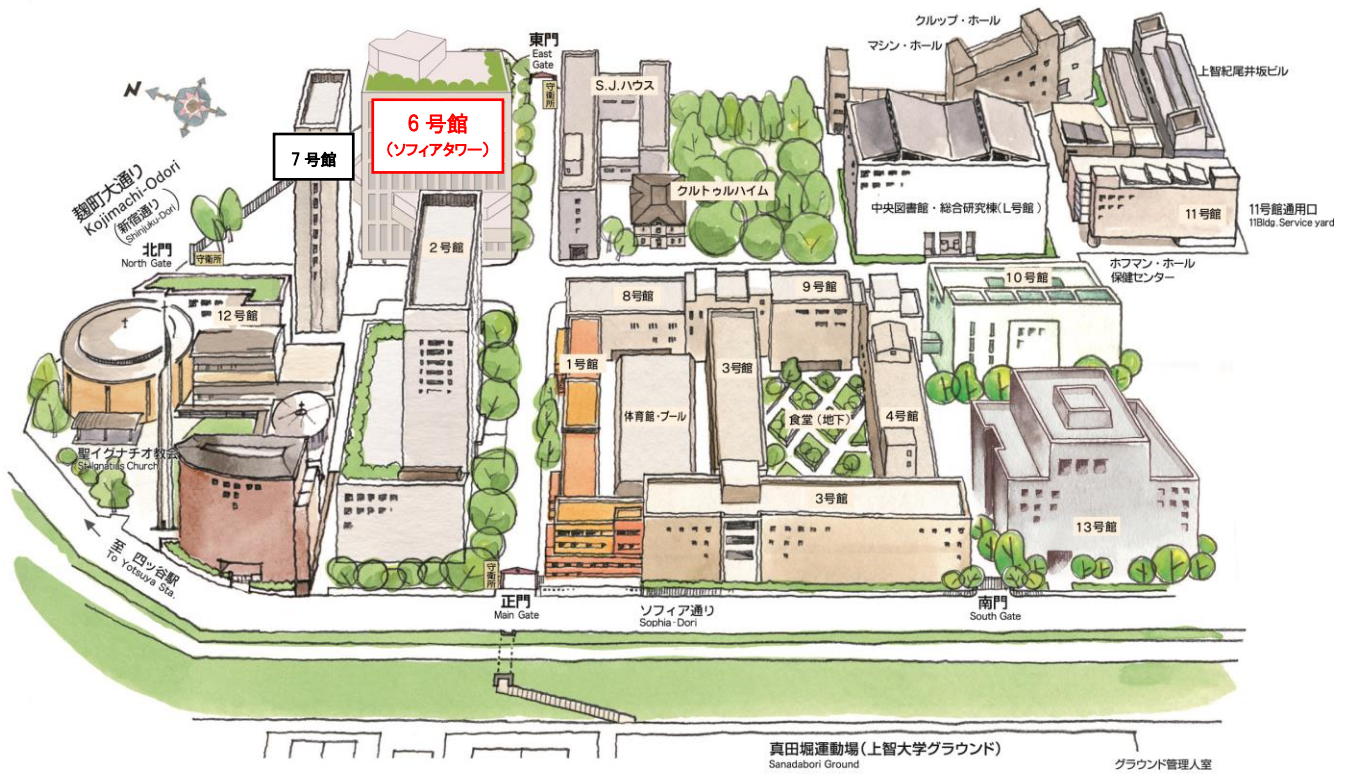 クルップ・ホール
マシン・ホール
上智紀尾井坂ビル
東門
East
Gate
守衛所
S.J.ハウス
N
6 号館
(ソフィアタワー)
7 号館
麹町大通り
Kojimachi-Odori
(新宿通り)
Shinjuku-Dori
北門
North Gate
守衛所
2号館
クルトゥルハイム
中央図書館・総合研究棟(L号館)
11号館
11号館通用口
11Bldg. Service yard
ホフマン・ホール
保健センター
12号館
8号館
9号館
10号館
1号館
体育館・プール
3号館
食堂(地下)
4号館
聖イグナチオ教会
St-Ignatius Church
3号館
13号館
至 四ッ谷駅
To Yotsuya Sta.
守衛所
正門
Main Gate
ソフィア通り
Sophia-Dori
南門
South Gate
真田堀運動場(上智大学グラウンド)
Sanadabori Ground
グラウンド管理人室